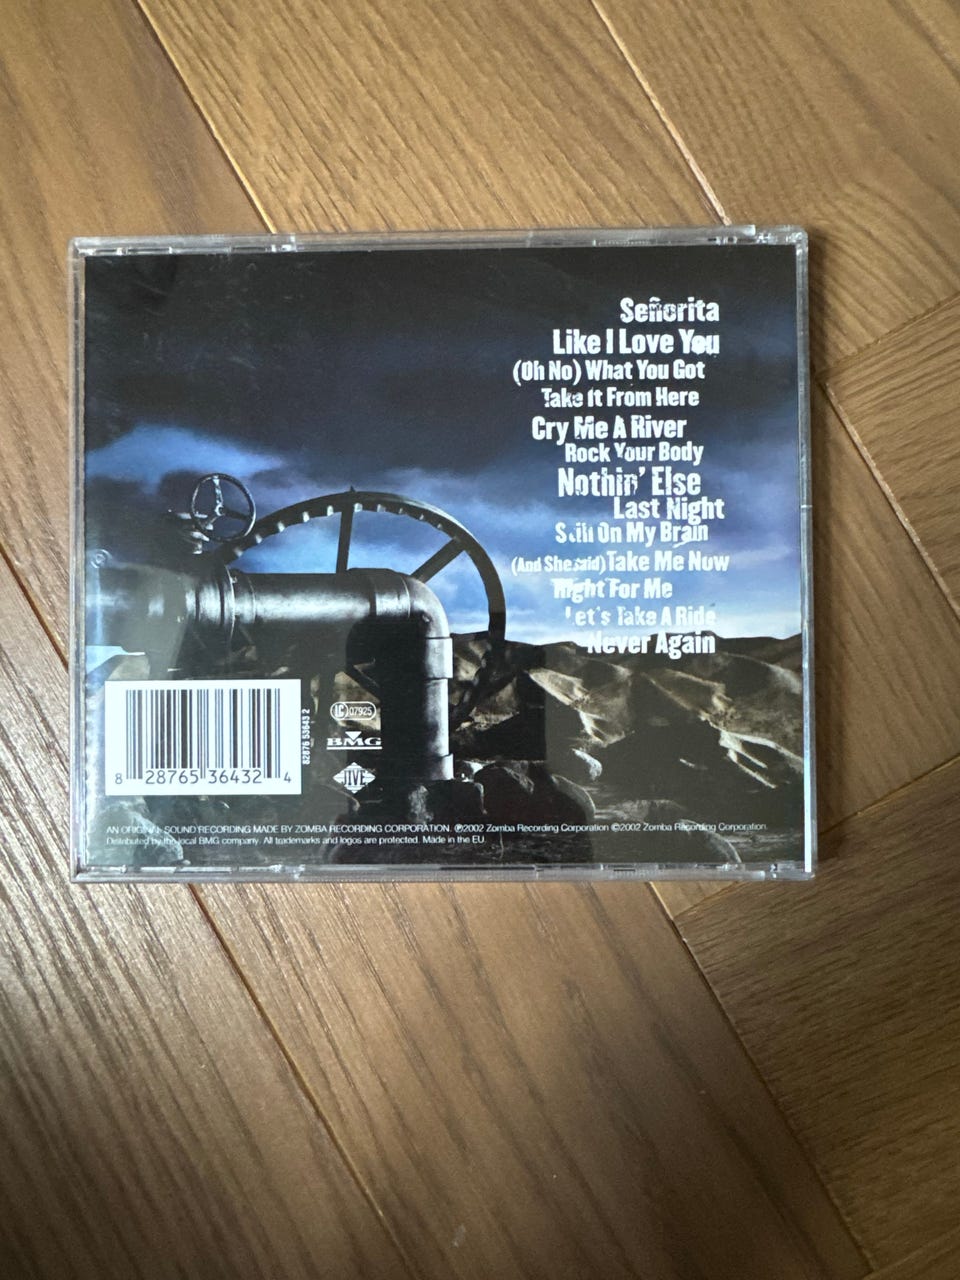 Señorita
Like I Love You
(Oh No) What You Got
Take It From Here
Cry Me A River
Rock Your Body
Nothin' Else
Last Night
Still On My Brain
(And She said) Take Me Now
Right For Me
Let's Take A Ride
Never Again
82876 53643 2
LC 07925
BMG
JIVE
8 28765 36432 4
AN ORIGINAL SOUND RECORDING MADE BY ZOMBA RECORDING CORPORATION. ℗2002 Zomba Recording Corporation ©2002 Zomba Recording Corporation.
Distributed by the local BMG company. All trademarks and logos are protected. Made in the EU.